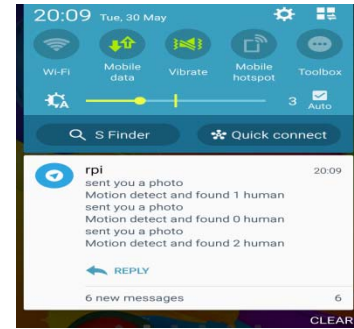 20:09 Tue, 30 May
Wi-Fi
Mobile data
Vibrate
Mobile hotspot
Toolbox
A
3
Auto
S Finder
Quick connect
rpi 20:09
sent you a photo
Motion detect and found 1 human
sent you a photo
Motion detect and found 0 human
sent you a photo
Motion detect and found 2 human
REPLY
6 new messages 6
CLEAR